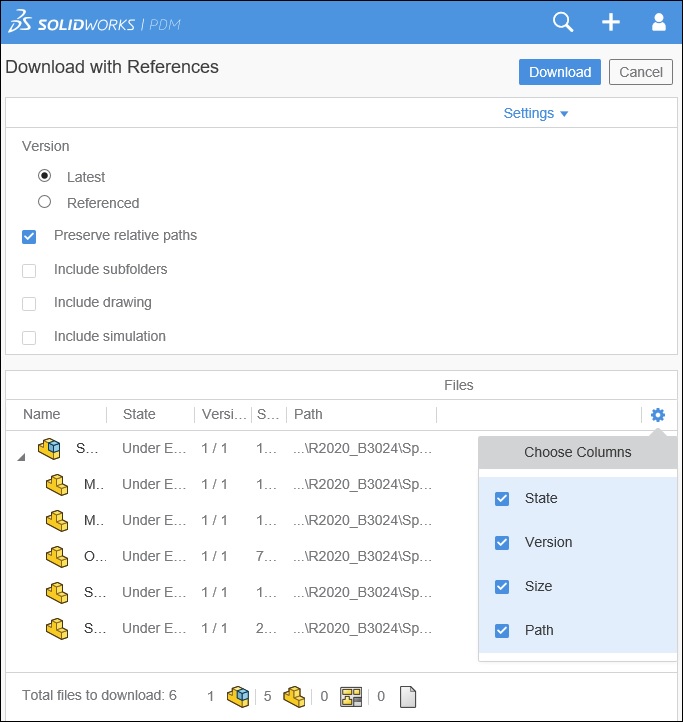 SOLIDWORKS | PDM
Download with References
Download Cancel
Settings
Version
Latest
Referenced
Preserve relative paths
Include subfolders
Include drawing
Include simulation
Files
Name State Versi... S... Path
S... Under E... 1 / 1 1... ...\R2020_B3024\Sp...
Choose Columns
M.. Under E... 1 / 1 1... ...\R2020_B3024\Sp...
State
M.. Under E... 1 / 1 1... ...\R2020_B3024\Sp...
Version
O.. Under E... 1 / 1 7... ...\R2020_B3024\Sp...
Size
S... Under E... 1 / 1 1... ...\R2020_B3024\Sp...
S... Under E... 1 / 1 2... ...\R2020_B3024\Sp...
Path
Total files to download: 6 1 5 0 0